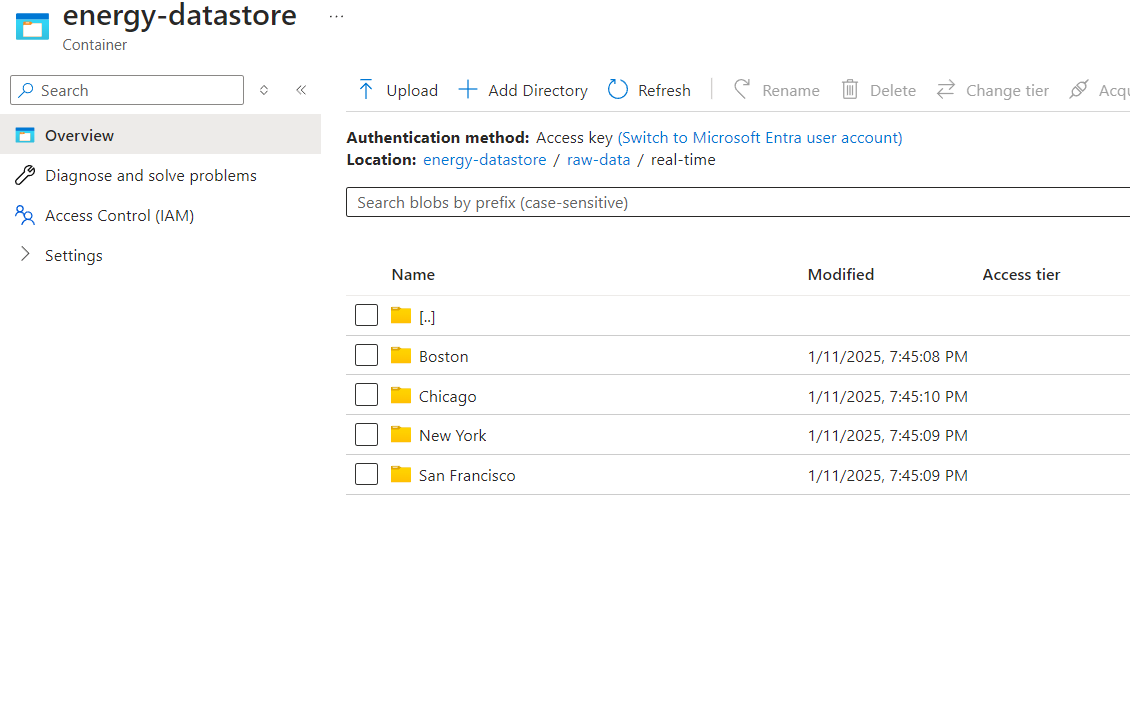 energy-datastore ...
Container
Search
Upload Add Directory Refresh Rename Delete Change tier Acqu
Overview
Diagnose and solve problems
Access Control (IAM)
Settings
Authentication method: Access key (Switch to Microsoft Entra user account)
Location: energy-datastore / raw-data / real-time
Search blobs by prefix (case-sensitive)
Name Modified Access tier
[..]
Boston 1/11/2025, 7:45:08 PM
Chicago 1/11/2025, 7:45:10 PM
New York 1/11/2025, 7:45:09 PM
San Francisco 1/11/2025, 7:45:09 PM